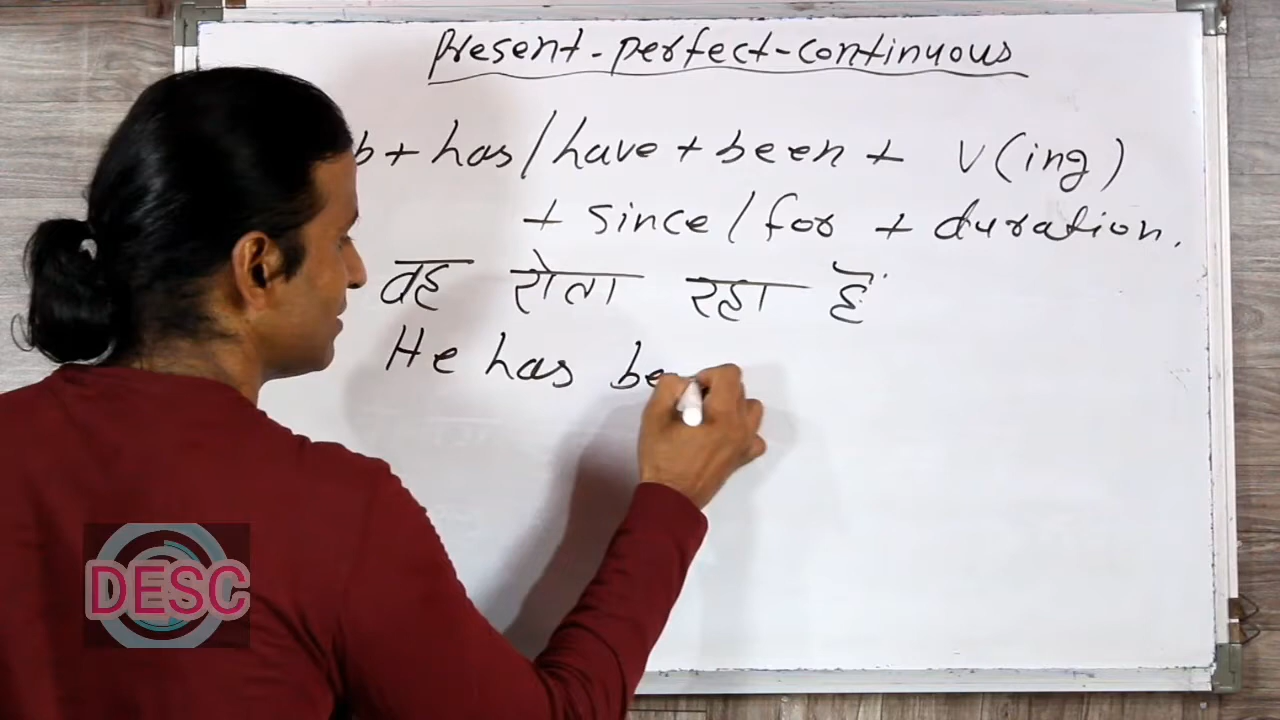 Present-perfect-continuous
b + has/have + been + V(ing)
+ since/for + duration.
वह रोता रहा हैं
He has be
DESC